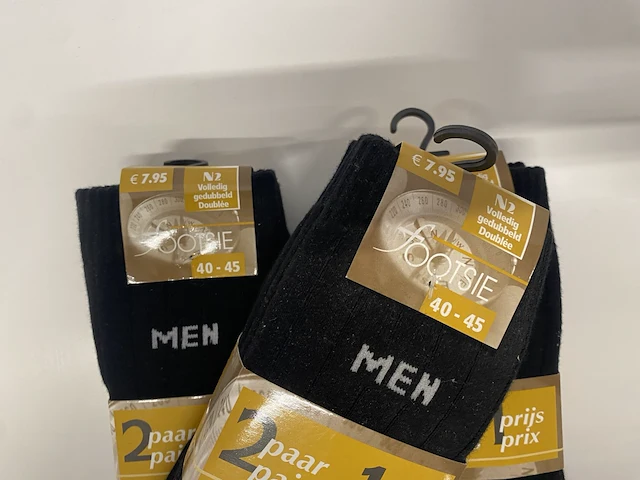 € 7.95
N2
Volledig
gedubbeld
Doublée
FOOTSIE
40 - 45
MEN
2 paar
€ 7.95
N2
Volledig
gedubbeld
Doublée
FOOTSIE
40 - 45
MEN
2 paar
1
prijs
prix